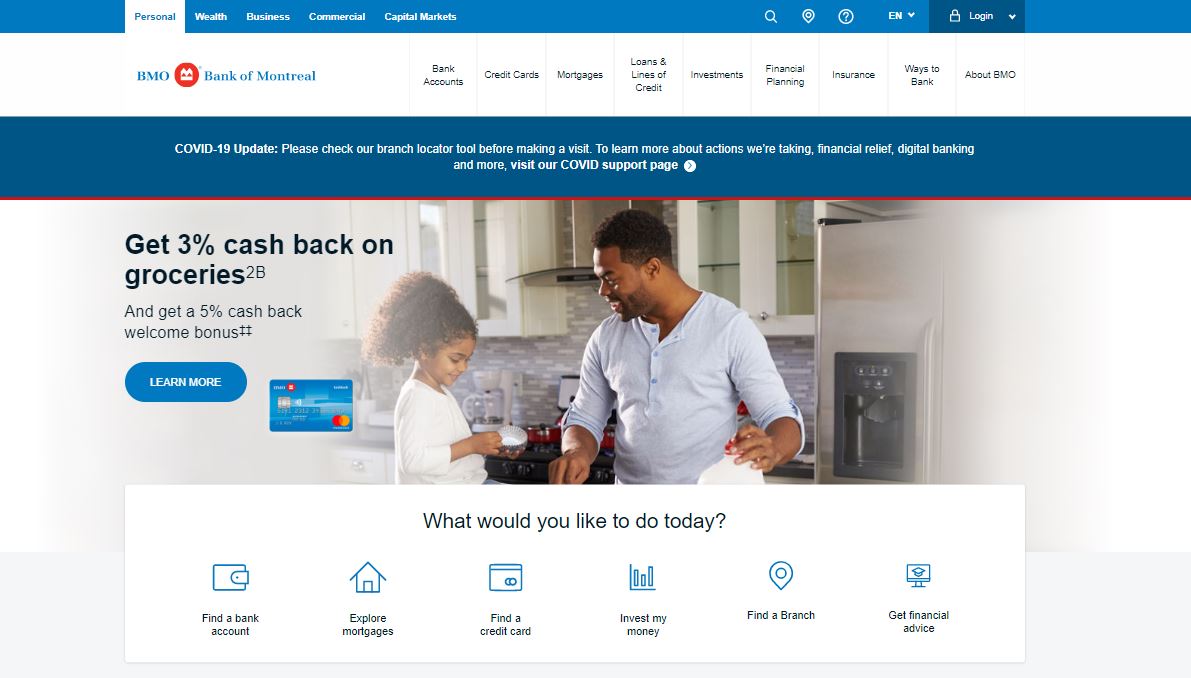 Personal Wealth Business Commercial Capital Markets EN Login
BMO Bank of Montreal
Bank
Accounts
Credit Cards
Mortgages
Loans &
Lines of
Credit
Investments
Financial
Planning
Insurance
Ways to
Bank
About BMO
COVID-19 Update: Please check our branch locator tool before making a visit. To learn more about actions we're taking, financial relief, digital banking
and more, visit our COVID support page
Get 3% cash back on
groceries2B
And get a 5% cash back
welcome bonus‡‡
LEARN MORE
BMO
What would you like to do today?
Find a bank
account
Explore
mortgages
Find a
credit card
Invest my
money
Find a Branch
Get financial
advice